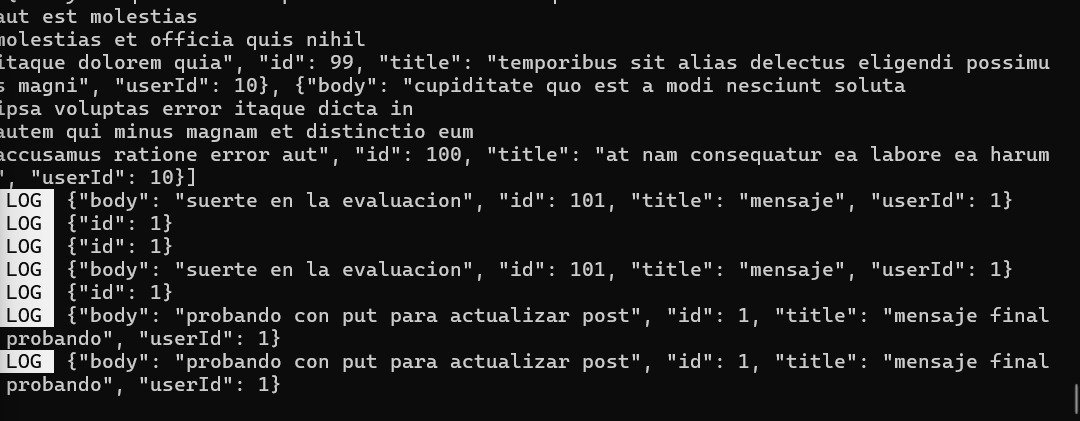 aut est molestias
molestias et officia quis nihil
itaque dolorem quia", "id": 99, "title": "temporibus sit alias delectus eligendi possimu
s magni", "userId": 10}, {"body": "cupiditate quo est a modi nesciunt soluta
ipsa voluptas error itaque dicta in
autem qui minus magnam et distinctio eum
accusamus ratione error aut", "id": 100, "title": "at nam consequatur ea labore ea harum
", "userId": 10}]
LOG {"body": "suerte en la evaluacion", "id": 101, "title": "mensaje", "userId": 1}
LOG {"id": 1}
LOG {"id": 1}
LOG {"body": "suerte en la evaluacion", "id": 101, "title": "mensaje", "userId": 1}
LOG {"id": 1}
LOG {"body": "probando con put para actualizar post", "id": 1, "title": "mensaje final
probando", "userId": 1}
LOG {"body": "probando con put para actualizar post", "id": 1, "title": "mensaje final
probando", "userId": 1}